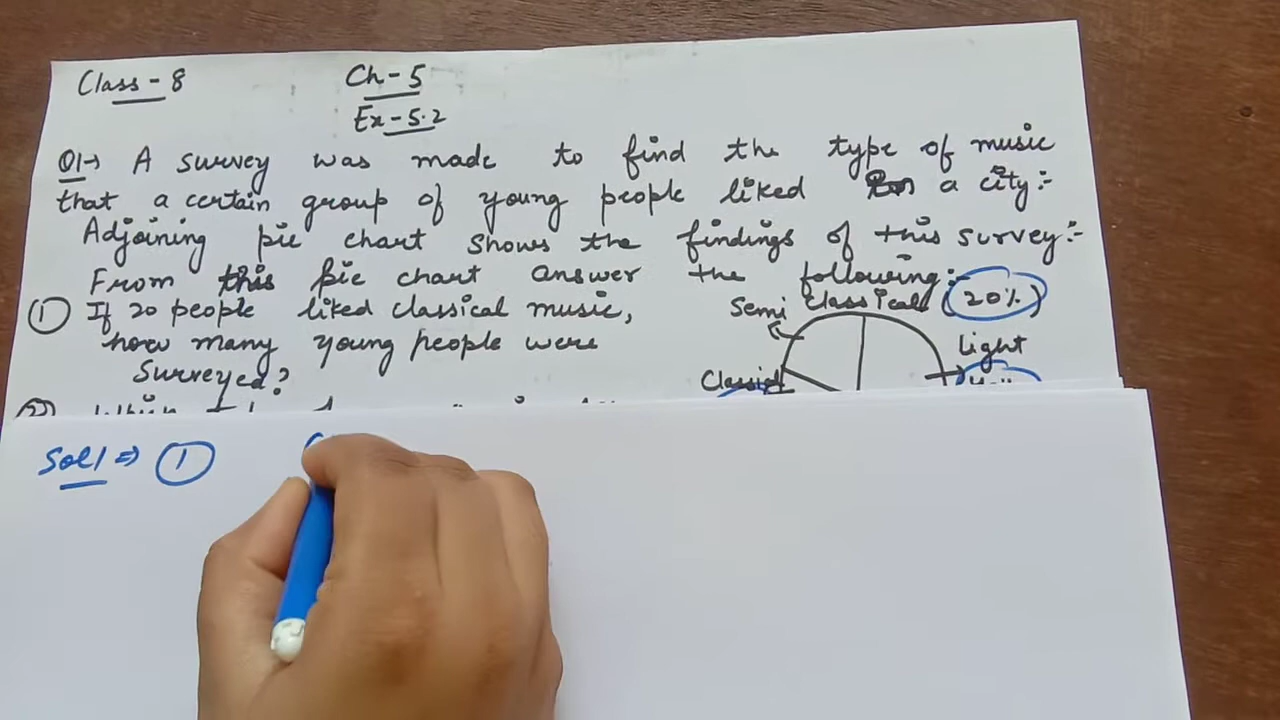 Class - 8
Ch - 5
Ex - 5.2
Q1→ A survey was made to find the type of music
that a certain group of young people liked in a city:-
Adjoining pie chart shows the findings of this survey:-
From this pie chart answer the following:-
① If 20 people liked classical music,
how many young people were
surveyed?
Semi Classical (20%)
Light
Classical
②
Sol1 ⇒ ①